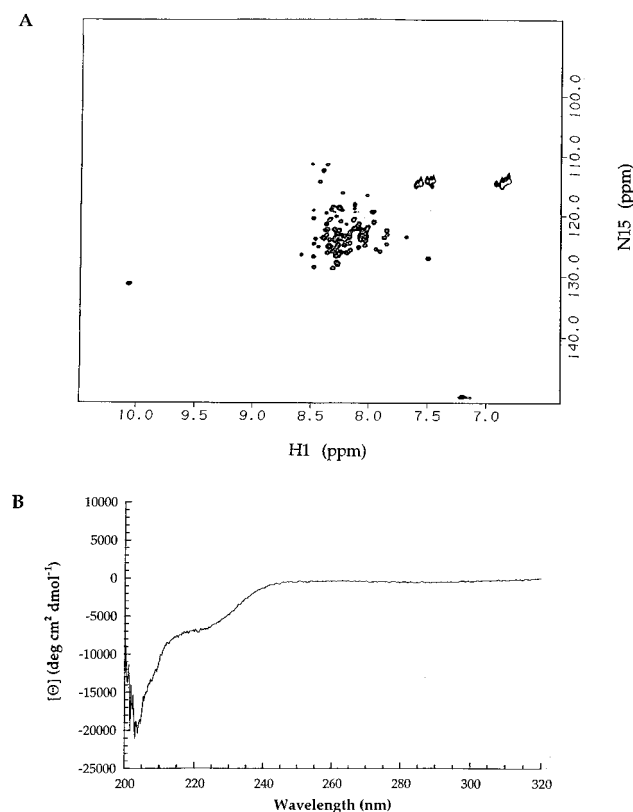 A
100.0
110.0
120.0
130.0
140.0
N15 (ppm)
10.0 9.5 9.0 8.5 8.0 7.5 7.0
H1 (ppm)
B
10000
5000
0
-5000
-10000
-15000
-20000
-25000
[Θ] (deg cm² dmol⁻¹)
200 220 240 260 280 300 320
Wavelength (nm)